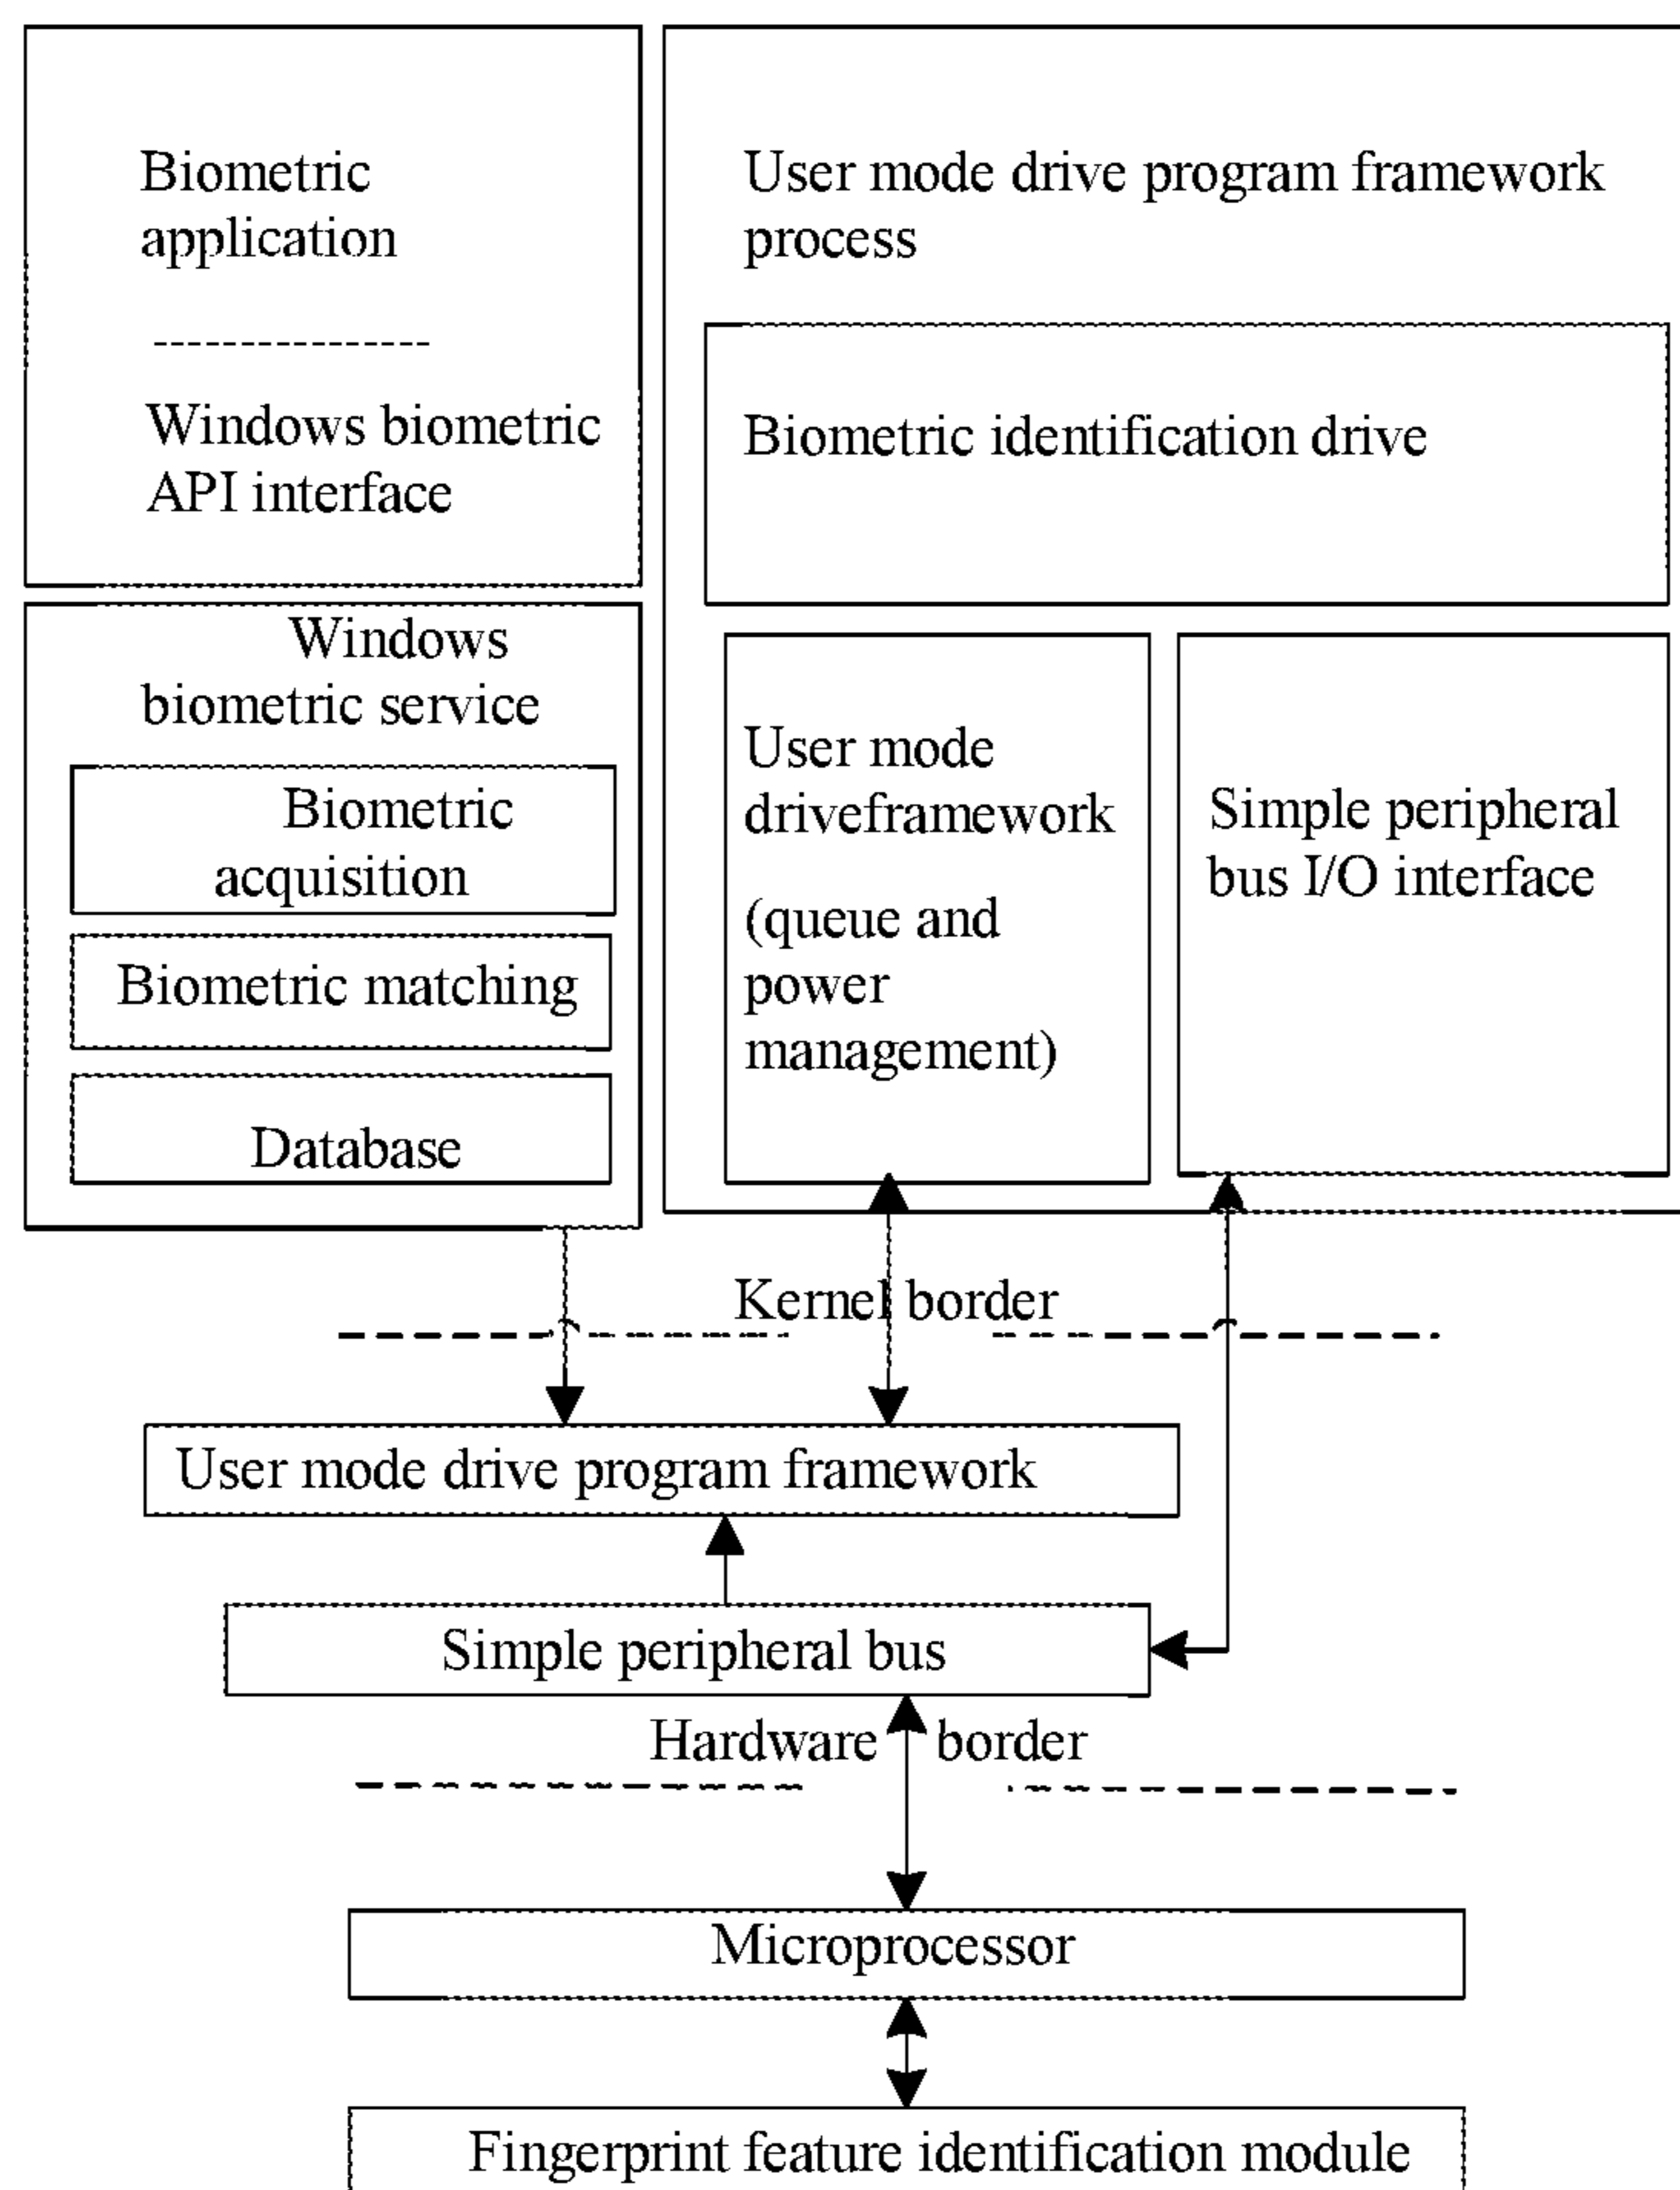 Biometric
application
Windows biometric
API interface
Windows
biometric service
Biometric
acquisition
Biometric matching
Database
User mode drive program framework
process
Biometric identification drive
User mode
driveframework
(queue and
power
management)
Simple peripheral
bus I/O interface
Kernel border
User mode drive program framework
Simple peripheral bus
Hardware border
Microprocessor
Fingerprint feature identification module